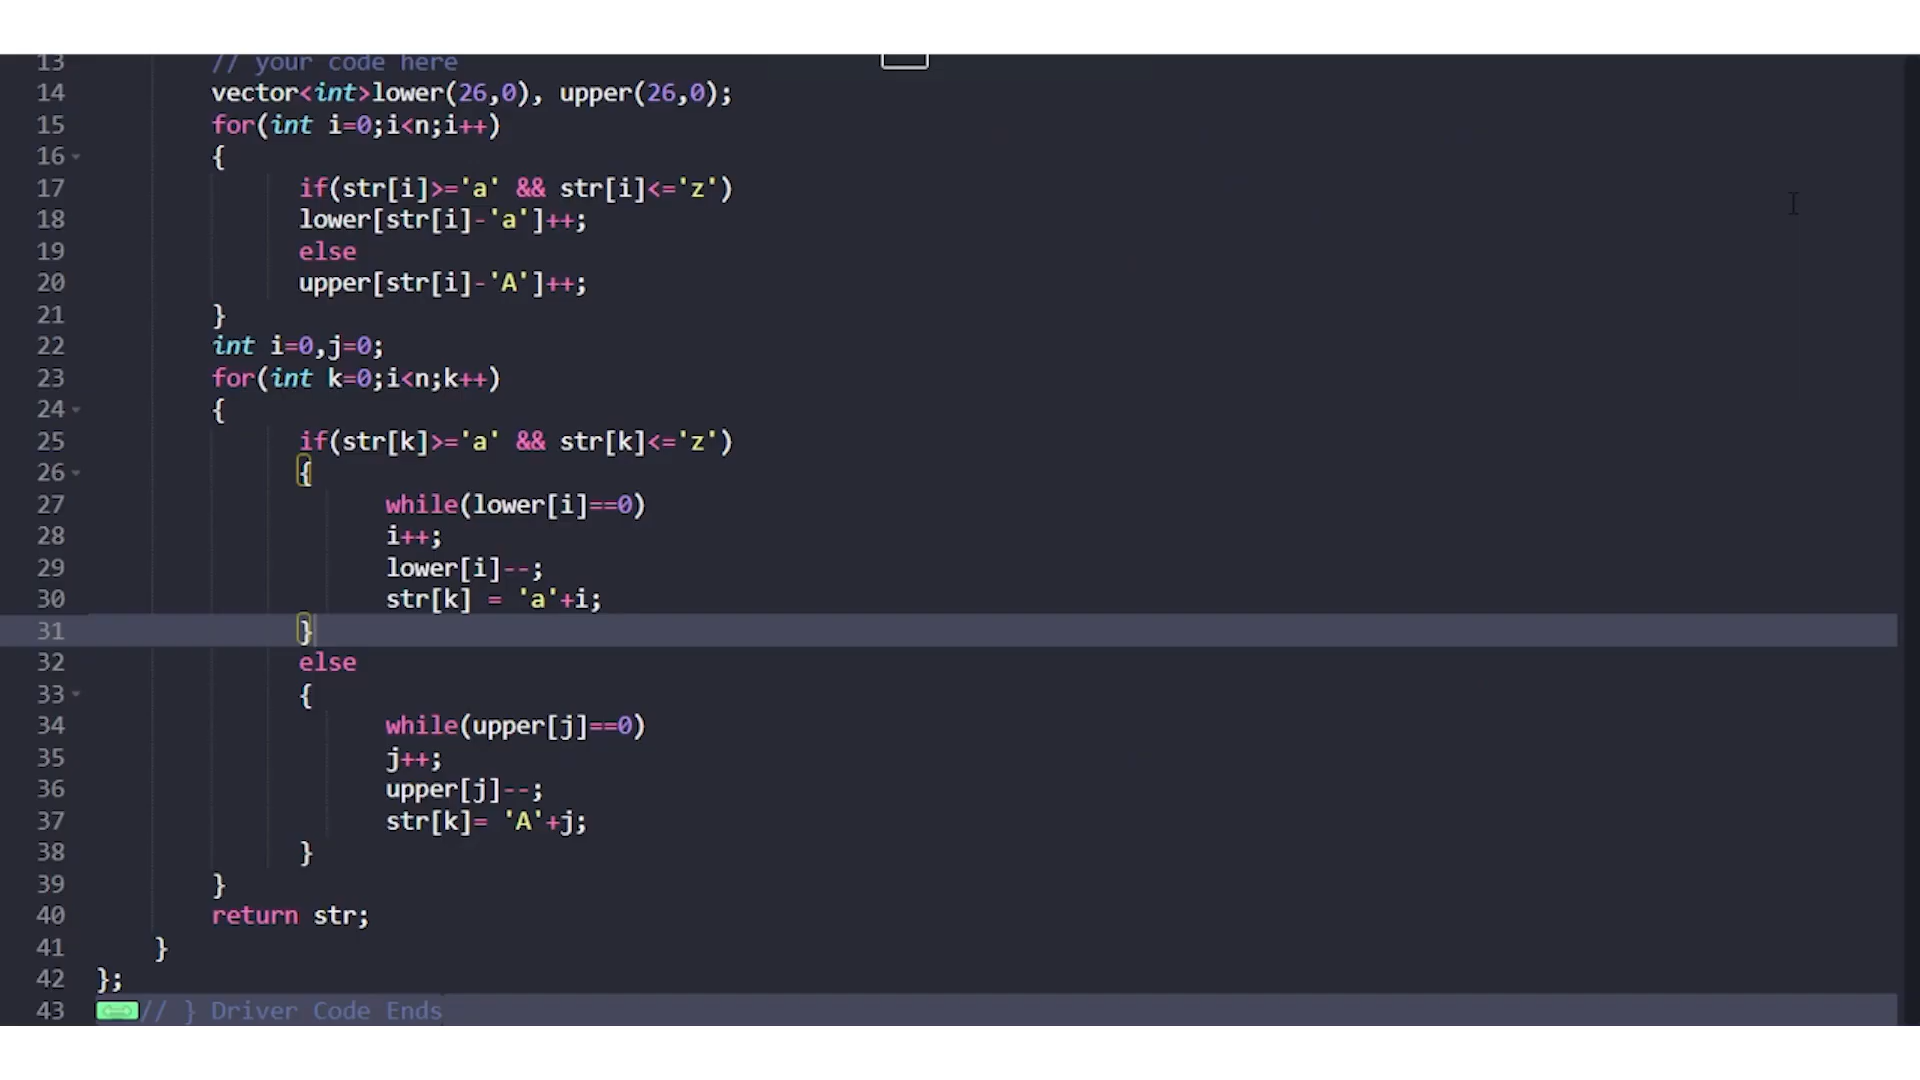 13 // your code here
14 vector<int>lower(26,0), upper(26,0);
15 for(int i=0;i<n;i++)
16 {
17 if(str[i]>='a' && str[i]<='z')
18 lower[str[i]-'a']++;
19 else
20 upper[str[i]-'A']++;
21 }
22 int i=0,j=0;
23 for(int k=0;i<n;k++)
24 {
25 if(str[k]>='a' && str[k]<='z')
26 {
27 while(lower[i]==0)
28 i++;
29 lower[i]--;
30 str[k] = 'a'+i;
31 }
32 else
33 {
34 while(upper[j]==0)
35 j++;
36 upper[j]--;
37 str[k]= 'A'+j;
38 }
39 }
40 return str;
41 }
42 };
43 // } Driver Code Ends